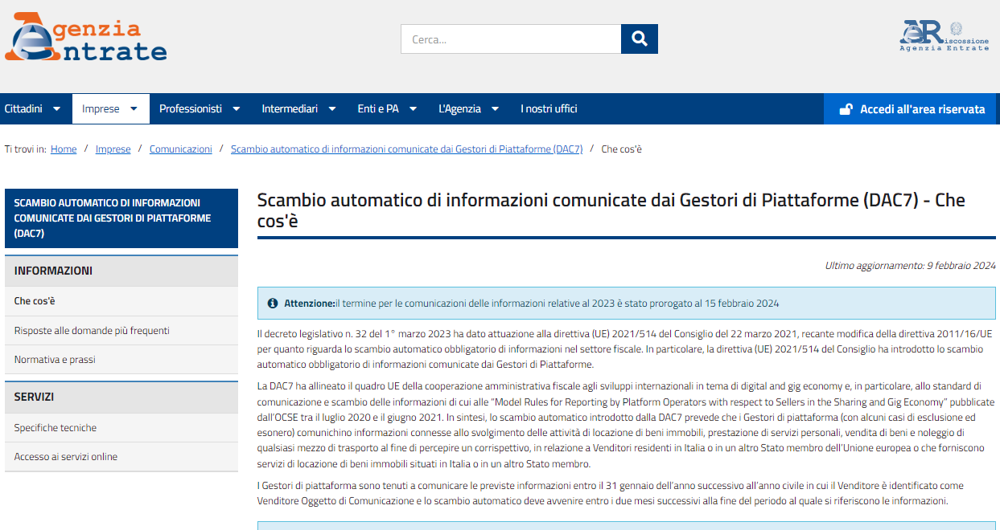 Agenzia
Entrate
Cerca...
AeR iscossione
Agenzia Entrate
Cittadini
Imprese
Professionisti
Intermediari
Enti e PA
L'Agenzia
I nostri uffici
Accedi all'area riservata
Ti trovi in: Home / Imprese / Comunicazioni / Scambio automatico di informazioni comunicate dai Gestori di Piattaforme (DAC7) / Che cos'è
SCAMBIO AUTOMATICO DI INFORMAZIONI
COMUNICATE DAI GESTORI DI PIATTAFORME
(DAC7)
INFORMAZIONI
Che cos'è
Risposte alle domande più frequenti
Normativa e prassi
SERVIZI
Specifiche tecniche
Accesso ai servizi online
Scambio automatico di informazioni comunicate dai Gestori di Piattaforme (DAC7) - Che
cos'è
Ultimo aggiornamento: 9 febbraio 2024
Attenzione:il termine per le comunicazioni delle informazioni relative al 2023 è stato prorogato al 15 febbraio 2024
Il decreto legislativo n. 32 del 1° marzo 2023 ha dato attuazione alla direttiva (UE) 2021/514 del Consiglio del 22 marzo 2021, recante modifica della direttiva 2011/16/UE
per quanto riguarda lo scambio automatico obbligatorio di informazioni nel settore fiscale. In particolare, la direttiva (UE) 2021/514 del Consiglio ha introdotto lo scambio
automatico obbligatorio di informazioni comunicate dai Gestori di Piattaforme.
La DAC7 ha allineato il quadro UE della cooperazione amministrativa fiscale agli sviluppi internazionali in tema di digital and gig economy e, in particolare, allo standard di
comunicazione e scambio delle informazioni di cui alle “Model Rules for Reporting by Platform Operators with respect to Sellers in the Sharing and Gig Economy” pubblicate
dall’OCSE tra il luglio 2020 e il giugno 2021. In sintesi, lo scambio automatico introdotto dalla DAC7 prevede che i Gestori di piattaforma (con alcuni casi di esclusione ed
esonero) comunichino informazioni connesse allo svolgimento delle attività di locazione di beni immobili, prestazione di servizi personali, vendita di beni e noleggio di
qualsiasi mezzo di trasporto al fine di percepire un corrispettivo, in relazione a Venditori residenti in Italia o in un altro Stato membro dell’Unione europea o che forniscono
servizi di locazione di beni immobili situati in Italia o in un altro Stato membro.
I Gestori di piattaforma sono tenuti a comunicare le previste informazioni entro il 31 gennaio dell’anno successivo all’anno civile in cui il Venditore è identificato come
Venditore Oggetto di Comunicazione e lo scambio automatico deve avvenire entro i due mesi successivi alla fine del periodo al quale si riferiscono le informazioni.